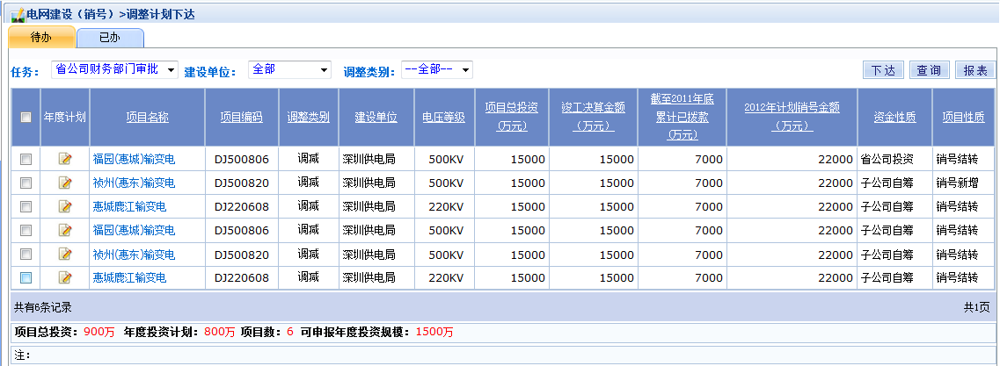 电网建设（销号）>调整计划下达
待办 已办
任务： 省公司财务部门审批 建设单位： 全部 调整类别： --全部-- 下达 查询 报表
年度计划 项目名称 项目编码 调整类别 建设单位 电压等级 项目总投资（万元） 竣工决算金额（万元） 截至2011年底累计已拨款（万元） 2012年计划销号金额（万元） 资金性质 项目性质
福园(惠城)输变电 DJ500806 调减 深圳供电局 500KV 15000 15000 7000 22000 省公司投资 销号结转
祯州(惠东)输变电 DJ500820 调减 深圳供电局 500KV 15000 15000 7000 22000 子公司自筹 销号新增
惠城鹿江输变电 DJ220608 调减 深圳供电局 220KV 15000 15000 7000 22000 子公司自筹 销号结转
福园(惠城)输变电 DJ500806 调减 深圳供电局 500KV 15000 15000 7000 22000 子公司自筹 销号结转
祯州(惠东)输变电 DJ500820 调减 深圳供电局 500KV 15000 15000 7000 22000 子公司自筹 销号结转
惠城鹿江输变电 DJ220608 调减 深圳供电局 220KV 15000 15000 7000 22000 子公司自筹 销号结转
共有6条记录 共1页
项目总投资：900万 年度投资计划：800万 项目数：6 可申报年度投资规模：1500万
注：